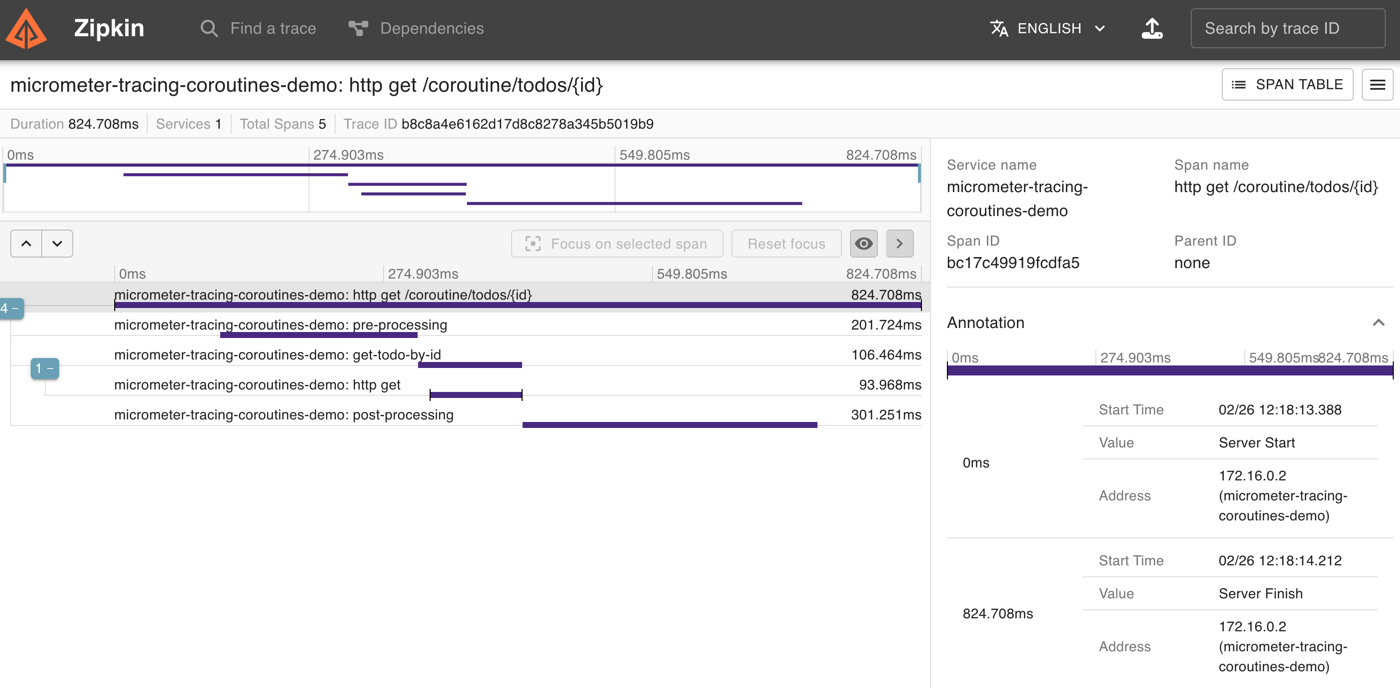 Zipkin
Find a trace
Dependencies
ENGLISH
Search by trace ID
micrometer-tracing-coroutines-demo: http get /coroutine/todos/{id}
SPAN TABLE
Duration 824.708ms Services 1 Total Spans 5 Trace ID b8c8a4e6162d17d8c8278a345b5019b9
0ms 274.903ms 549.805ms 824.708ms
Focus on selected span
Reset focus
0ms 274.903ms 549.805ms 824.708ms
micrometer-tracing-coroutines-demo: http get /coroutine/todos/{id} 824.708ms
4 −
micrometer-tracing-coroutines-demo: pre-processing 201.724ms
micrometer-tracing-coroutines-demo: get-todo-by-id 106.464ms
1 −
micrometer-tracing-coroutines-demo: http get 93.968ms
micrometer-tracing-coroutines-demo: post-processing 301.251ms
Service name
micrometer-tracing-
coroutines-demo
Span name
http get /coroutine/todos/{id}
Span ID
bc17c49919fcdfa5
Parent ID
none
Annotation
0ms 274.903ms 549.805ms 824.708ms
0ms
Start Time 02/26 12:18:13.388
Value Server Start
Address 172.16.0.2
(micrometer-tracing-
coroutines-demo)
824.708ms
Start Time 02/26 12:18:14.212
Value Server Finish
Address 172.16.0.2
(micrometer-tracing-
coroutines-demo)